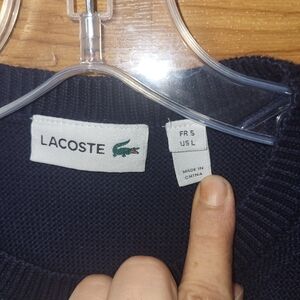 LACOSTE
FR 5
US L
MADE IN
CHINA